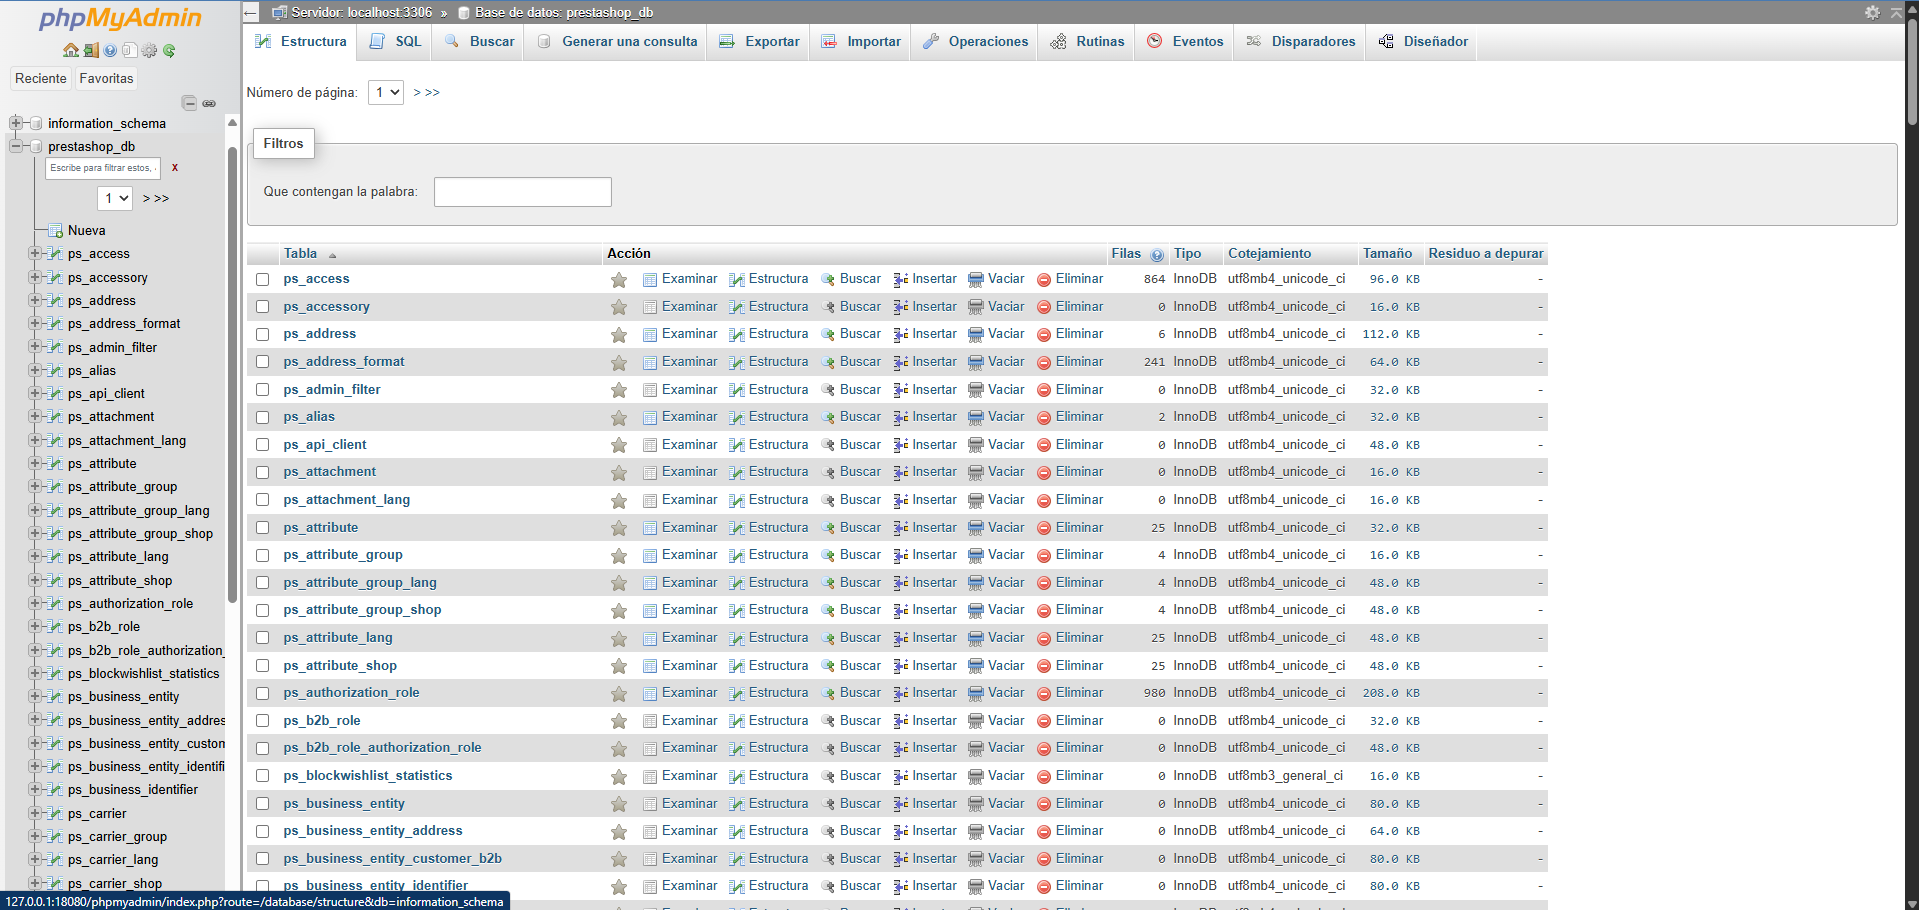 phpMyAdmin
Reciente Favoritas
information_schema
prestashop_db
Escribe para filtrar estos, x
1 > >>
Nueva
ps_access
ps_accessory
ps_address
ps_address_format
ps_admin_filter
ps_alias
ps_api_client
ps_attachment
ps_attachment_lang
ps_attribute
ps_attribute_group
ps_attribute_group_lang
ps_attribute_group_shop
ps_attribute_lang
ps_attribute_shop
ps_authorization_role
ps_b2b_role
ps_b2b_role_authorization_
ps_blockwishlist_statistics
ps_business_entity
ps_business_entity_addres
ps_business_entity_custom
ps_business_entity_identifi
ps_business_identifier
ps_carrier
ps_carrier_group
ps_carrier_lang
ps_carrier_shop
127.0.0.1:18080/phpmyadmin/index.php?route=/database/structure&db=information_schema
Servidor: localhost:3306 » Base de datos: prestashop_db
Estructura SQL Buscar Generar una consulta Exportar Importar Operaciones Rutinas Eventos Disparadores Diseñador
Número de página: 1 > >>
Filtros
Que contengan la palabra:
Tabla Acción Filas Tipo Cotejamiento Tamaño Residuo a depurar
ps_access Examinar Estructura Buscar Insertar Vaciar Eliminar 864 InnoDB utf8mb4_unicode_ci 96.0 KB -
ps_accessory Examinar Estructura Buscar Insertar Vaciar Eliminar 0 InnoDB utf8mb4_unicode_ci 16.0 KB -
ps_address Examinar Estructura Buscar Insertar Vaciar Eliminar 6 InnoDB utf8mb4_unicode_ci 112.0 KB -
ps_address_format Examinar Estructura Buscar Insertar Vaciar Eliminar 241 InnoDB utf8mb4_unicode_ci 64.0 KB -
ps_admin_filter Examinar Estructura Buscar Insertar Vaciar Eliminar 0 InnoDB utf8mb4_unicode_ci 32.0 KB -
ps_alias Examinar Estructura Buscar Insertar Vaciar Eliminar 2 InnoDB utf8mb4_unicode_ci 32.0 KB -
ps_api_client Examinar Estructura Buscar Insertar Vaciar Eliminar 0 InnoDB utf8mb4_unicode_ci 48.0 KB -
ps_attachment Examinar Estructura Buscar Insertar Vaciar Eliminar 0 InnoDB utf8mb4_unicode_ci 16.0 KB -
ps_attachment_lang Examinar Estructura Buscar Insertar Vaciar Eliminar 0 InnoDB utf8mb4_unicode_ci 16.0 KB -
ps_attribute Examinar Estructura Buscar Insertar Vaciar Eliminar 25 InnoDB utf8mb4_unicode_ci 32.0 KB -
ps_attribute_group Examinar Estructura Buscar Insertar Vaciar Eliminar 4 InnoDB utf8mb4_unicode_ci 16.0 KB -
ps_attribute_group_lang Examinar Estructura Buscar Insertar Vaciar Eliminar 4 InnoDB utf8mb4_unicode_ci 48.0 KB -
ps_attribute_group_shop Examinar Estructura Buscar Insertar Vaciar Eliminar 4 InnoDB utf8mb4_unicode_ci 48.0 KB -
ps_attribute_lang Examinar Estructura Buscar Insertar Vaciar Eliminar 25 InnoDB utf8mb4_unicode_ci 48.0 KB -
ps_attribute_shop Examinar Estructura Buscar Insertar Vaciar Eliminar 25 InnoDB utf8mb4_unicode_ci 48.0 KB -
ps_authorization_role Examinar Estructura Buscar Insertar Vaciar Eliminar 980 InnoDB utf8mb4_unicode_ci 208.0 KB -
ps_b2b_role Examinar Estructura Buscar Insertar Vaciar Eliminar 0 InnoDB utf8mb4_unicode_ci 32.0 KB -
ps_b2b_role_authorization_role Examinar Estructura Buscar Insertar Vaciar Eliminar 0 InnoDB utf8mb4_unicode_ci 48.0 KB -
ps_blockwishlist_statistics Examinar Estructura Buscar Insertar Vaciar Eliminar 0 InnoDB utf8mb3_general_ci 16.0 KB -
ps_business_entity Examinar Estructura Buscar Insertar Vaciar Eliminar 0 InnoDB utf8mb4_unicode_ci 80.0 KB -
ps_business_entity_address Examinar Estructura Buscar Insertar Vaciar Eliminar 0 InnoDB utf8mb4_unicode_ci 64.0 KB -
ps_business_entity_customer_b2b Examinar Estructura Buscar Insertar Vaciar Eliminar 0 InnoDB utf8mb4_unicode_ci 80.0 KB -
ps_business_entity_identifier Examinar Estructura Buscar Insertar Vaciar Eliminar 0 InnoDB utf8mb4_unicode_ci 80.0 KB -